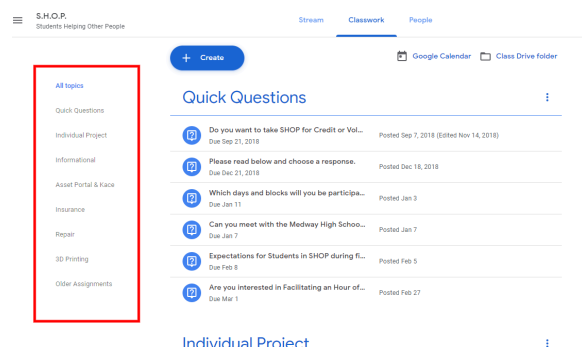 S.H.O.P.
Students Helping Other People
Stream Classwork People
Create
Google Calendar Class Drive folder
All topics
Quick Questions
Individual Project
Informational
Asset Portal & Kace
Insurance
Repair
3D Printing
Older Assignments
Quick Questions
Do you want to take SHOP for Credit or Vol...
Due Sep 21, 2018
Posted Sep 7, 2018 (Edited Nov 14, 2018)
Please read below and choose a response.
Due Dec 21, 2018
Posted Dec 18, 2018
Which days and blocks will you be participa...
Due Jan 11
Posted Jan 3
Can you meet with the Medway High Schoo...
Due Jan 7
Posted Jan 7
Expectations for Students in SHOP during fi...
Due Feb 8
Posted Feb 5
Are you interested in Facilitating an Hour of...
Due Mar 1
Posted Feb 27
Individual Project